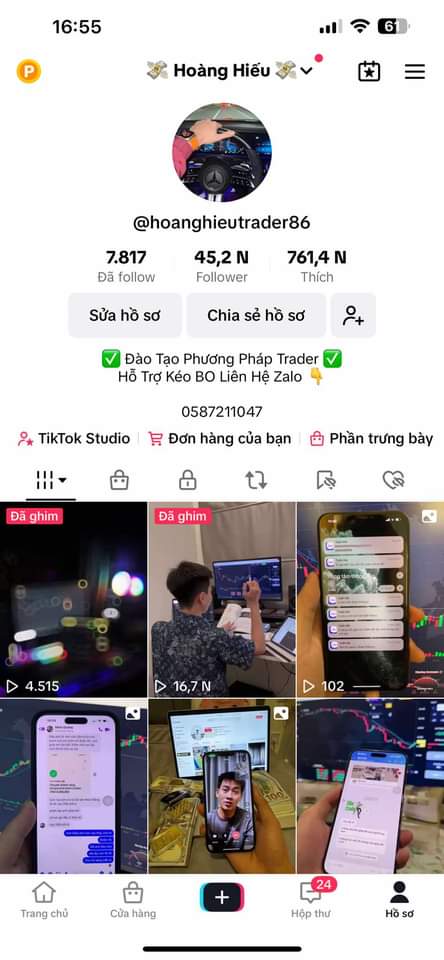 16:55
61
P
💸 Hoàng Hiếu 💸
@hoanghieutrader86
7.817 45,2 N 761,4 N
Đã follow Follower Thích
Sửa hồ sơ Chia sẻ hồ sơ
✅ Đào Tạo Phương Pháp Trader ✅
Hỗ Trợ Kéo BO Liên Hệ Zalo 👇
0587211047
TikTok Studio Đơn hàng của bạn Phần trưng bày
Đã ghim Đã ghim
4.515 16,7 N 102
24
Trang chủ Cửa hàng Hộp thư Hồ sơ